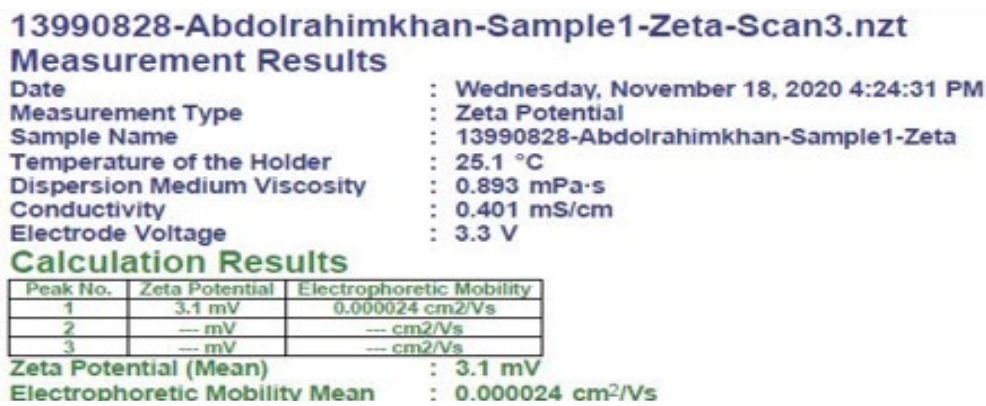 13990828-Abdolrahimkhan-Sample1-Zeta-Scan3.nzt
Measurement Results
Date : Wednesday, November 18, 2020 4:24:31 PM
Measurement Type : Zeta Potential
Sample Name : 13990828-Abdolrahimkhan-Sample1-Zeta
Temperature of the Holder : 25.1 °C
Dispersion Medium Viscosity : 0.893 mPa·s
Conductivity : 0.401 mS/cm
Electrode Voltage : 3.3 V
Calculation Results
Peak No. Zeta Potential Electrophoretic Mobility
1 3.1 mV 0.000024 cm2/Vs
2 --- mV --- cm2/Vs
3 --- mV --- cm2/Vs
Zeta Potential (Mean) : 3.1 mV
Electrophoretic Mobility Mean : 0.000024 cm²/Vs